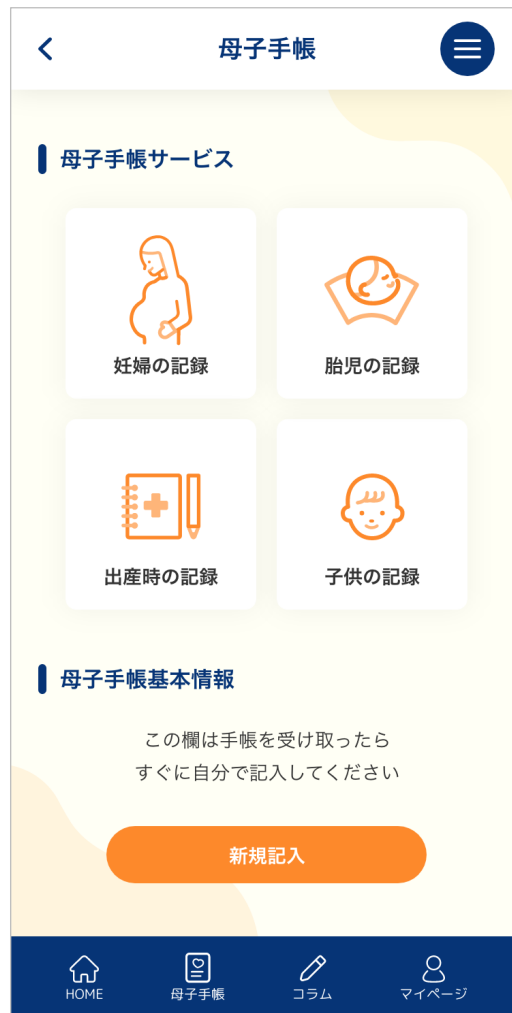 母子手帳
母子手帳サービス
妊婦の記録
胎児の記録
出産時の記録
子供の記録
母子手帳基本情報
この欄は手帳を受け取ったら
すぐに自分で記入してください
新規記入
HOME
母子手帳
コラム
マイページ